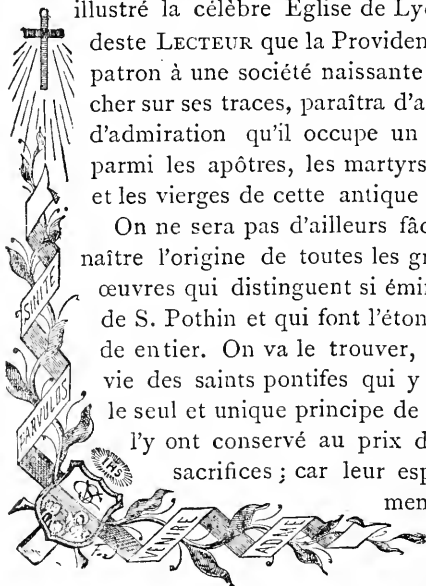 illustré la célèbre Eglise de Ly
deste LECTEUR que la Providen
patron à une société naissante
cher sur ses traces, paraîtra d'a
d'admiration qu'il occupe un
parmi les apôtres, les martyrs
et les vierges de cette antique
On ne sera pas d'ailleurs fâc
naître l'origine de toutes les gr
œuvres qui distinguent si émi
de S. Pothin et qui font l'éton
de entier. On va le trouver,
vie des saints pontifes qui y
le seul et unique principe de
l'y ont conservé au prix d
sacrifices ; car leur esp
men
SINITE
PARVULOS
VENIRE
AD ME
IHS